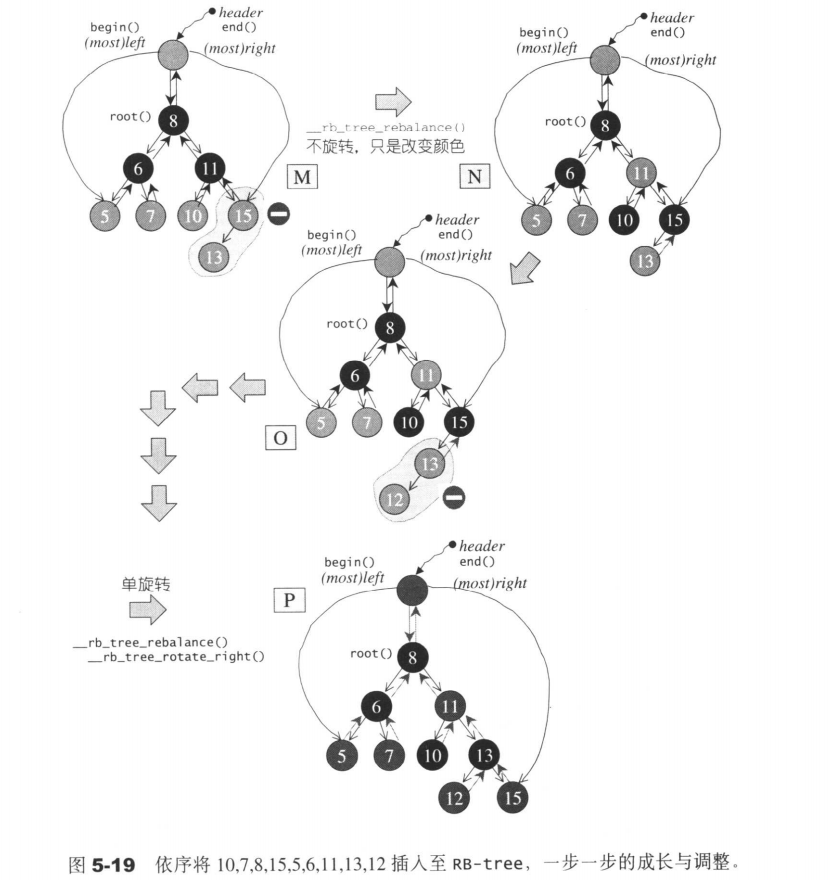 header
begin() end()
(most)left (most)right
root() 8
6 11
5 7 10 15
13
M
__rb_tree_rebalance()
不旋转，只是改变颜色
header
begin() end()
(most)left (most)right
root() 8
6 11
5 7 10 15
13
N
header
begin() end()
(most)left (most)right
root() 8
6 11
5 7 10 15
13
12
O
单旋转
__rb_tree_rebalance()
__rb_tree_rotate_right()
header
begin() end()
(most)left (most)right
P
root() 8
6 11
5 7 10 13
12 15
图 5-19 依序将 10,7,8,15,5,6,11,13,12 插入至 RB-tree，一步一步的成长与调整。